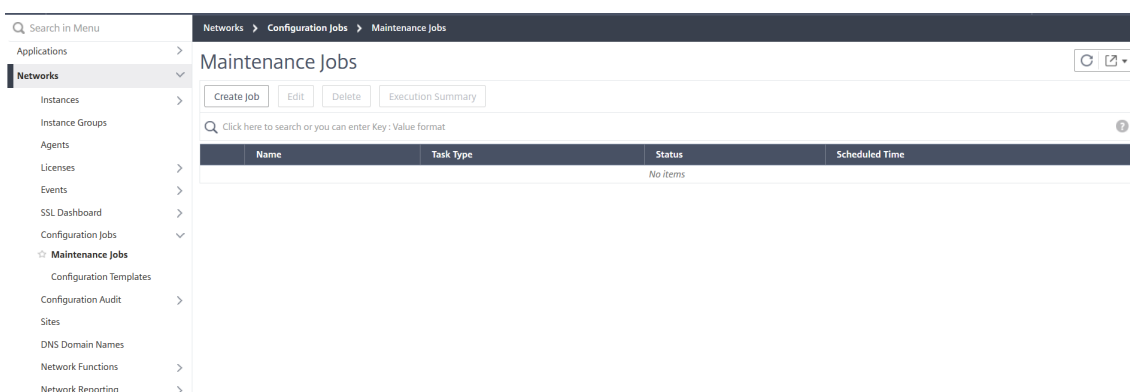 Search in Menu
Applications
Networks
Instances
Instance Groups
Agents
Licenses
Events
SSL Dashboard
Configuration Jobs
Maintenance Jobs
Configuration Templates
Configuration Audit
Sites
DNS Domain Names
Network Functions
Network Reporting
Networks > Configuration Jobs > Maintenance Jobs
Maintenance Jobs
Create Job Edit Delete Execution Summary
Click here to search or you can enter Key : Value format
Name Task Type Status Scheduled Time
No items